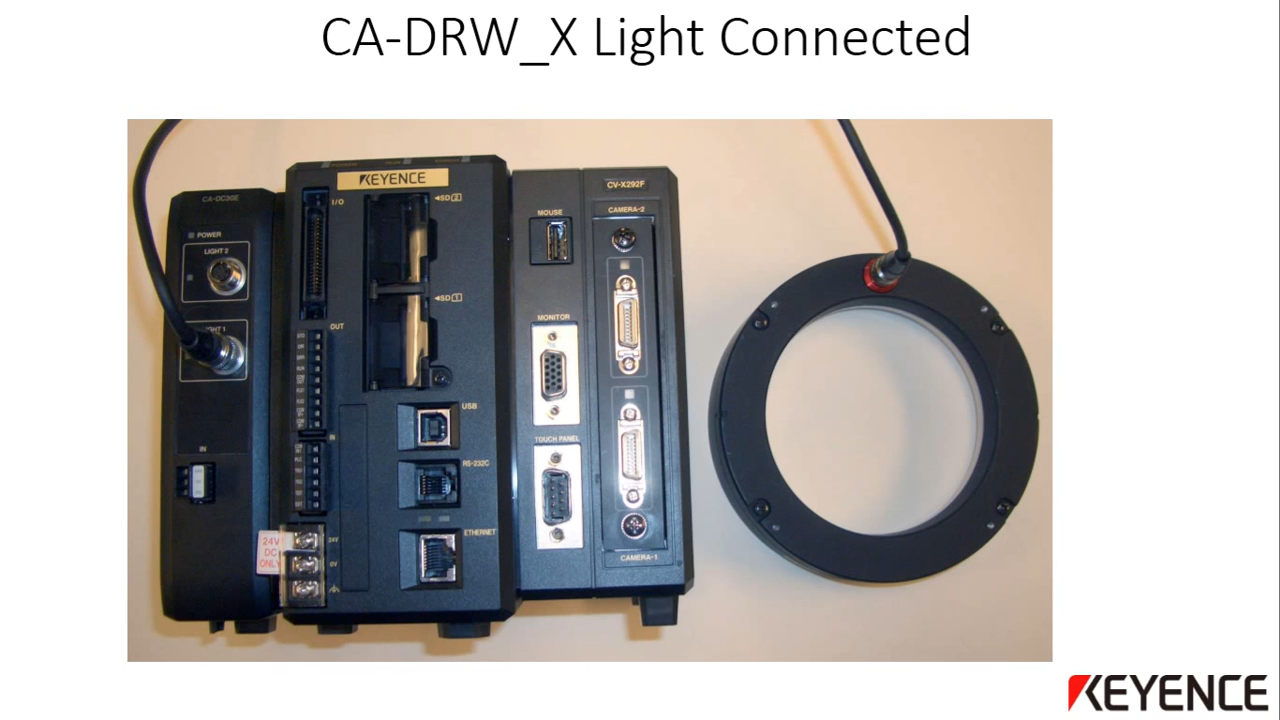 CA-DRW_X Light Connected
CA-DC30E
POWER
LIGHT 2
IN
KEYENCE
I/O
◄SD2
◄SD1
OUT
IN
USB
RS-232C
ETHERNET
24V
0V
24V
DC
ONLY
MOUSE
MONITOR
TOUCH PANEL
CV-X292F
CAMERA-2
CAMERA-1
KEYENCE